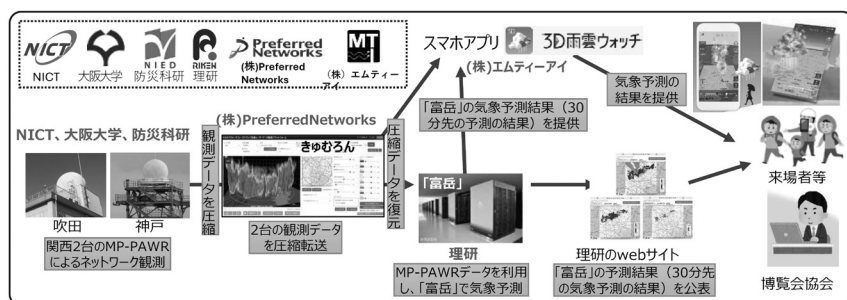 NICT
NICT
大阪大学
NIED
防災科研
RIKEN
理研
Preferred
Networks
(株)Preferred
Networks
MTI
(株)エムティー
アイ
スマホアプリ
3D雨雲ウォッチ
(株)エムティーアイ
気象予測の
結果を提供
「富岳」の気象予測結果（30
分先の予測の結果）を提供
(株)PreferredNetworks
NICT、大阪大学、防災科研
吹田
神戸
関西2台のMP-PAWR
によるネットワーク観測
観測データを圧縮
きゅむろん
2台の観測データ
を圧縮転送
圧縮データを復元
「富岳」
理研
MP-PAWRデータを利用
し、「富岳」で気象予測
理研のwebサイト
「富岳」の予測結果（30分先
の気象予測の結果）を公表
来場者等
博覧会協会